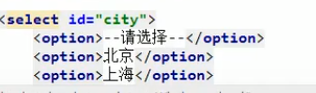 <select id="city">
<option>--请选择--</option>
<option>北京</option>
<option>上海</option>